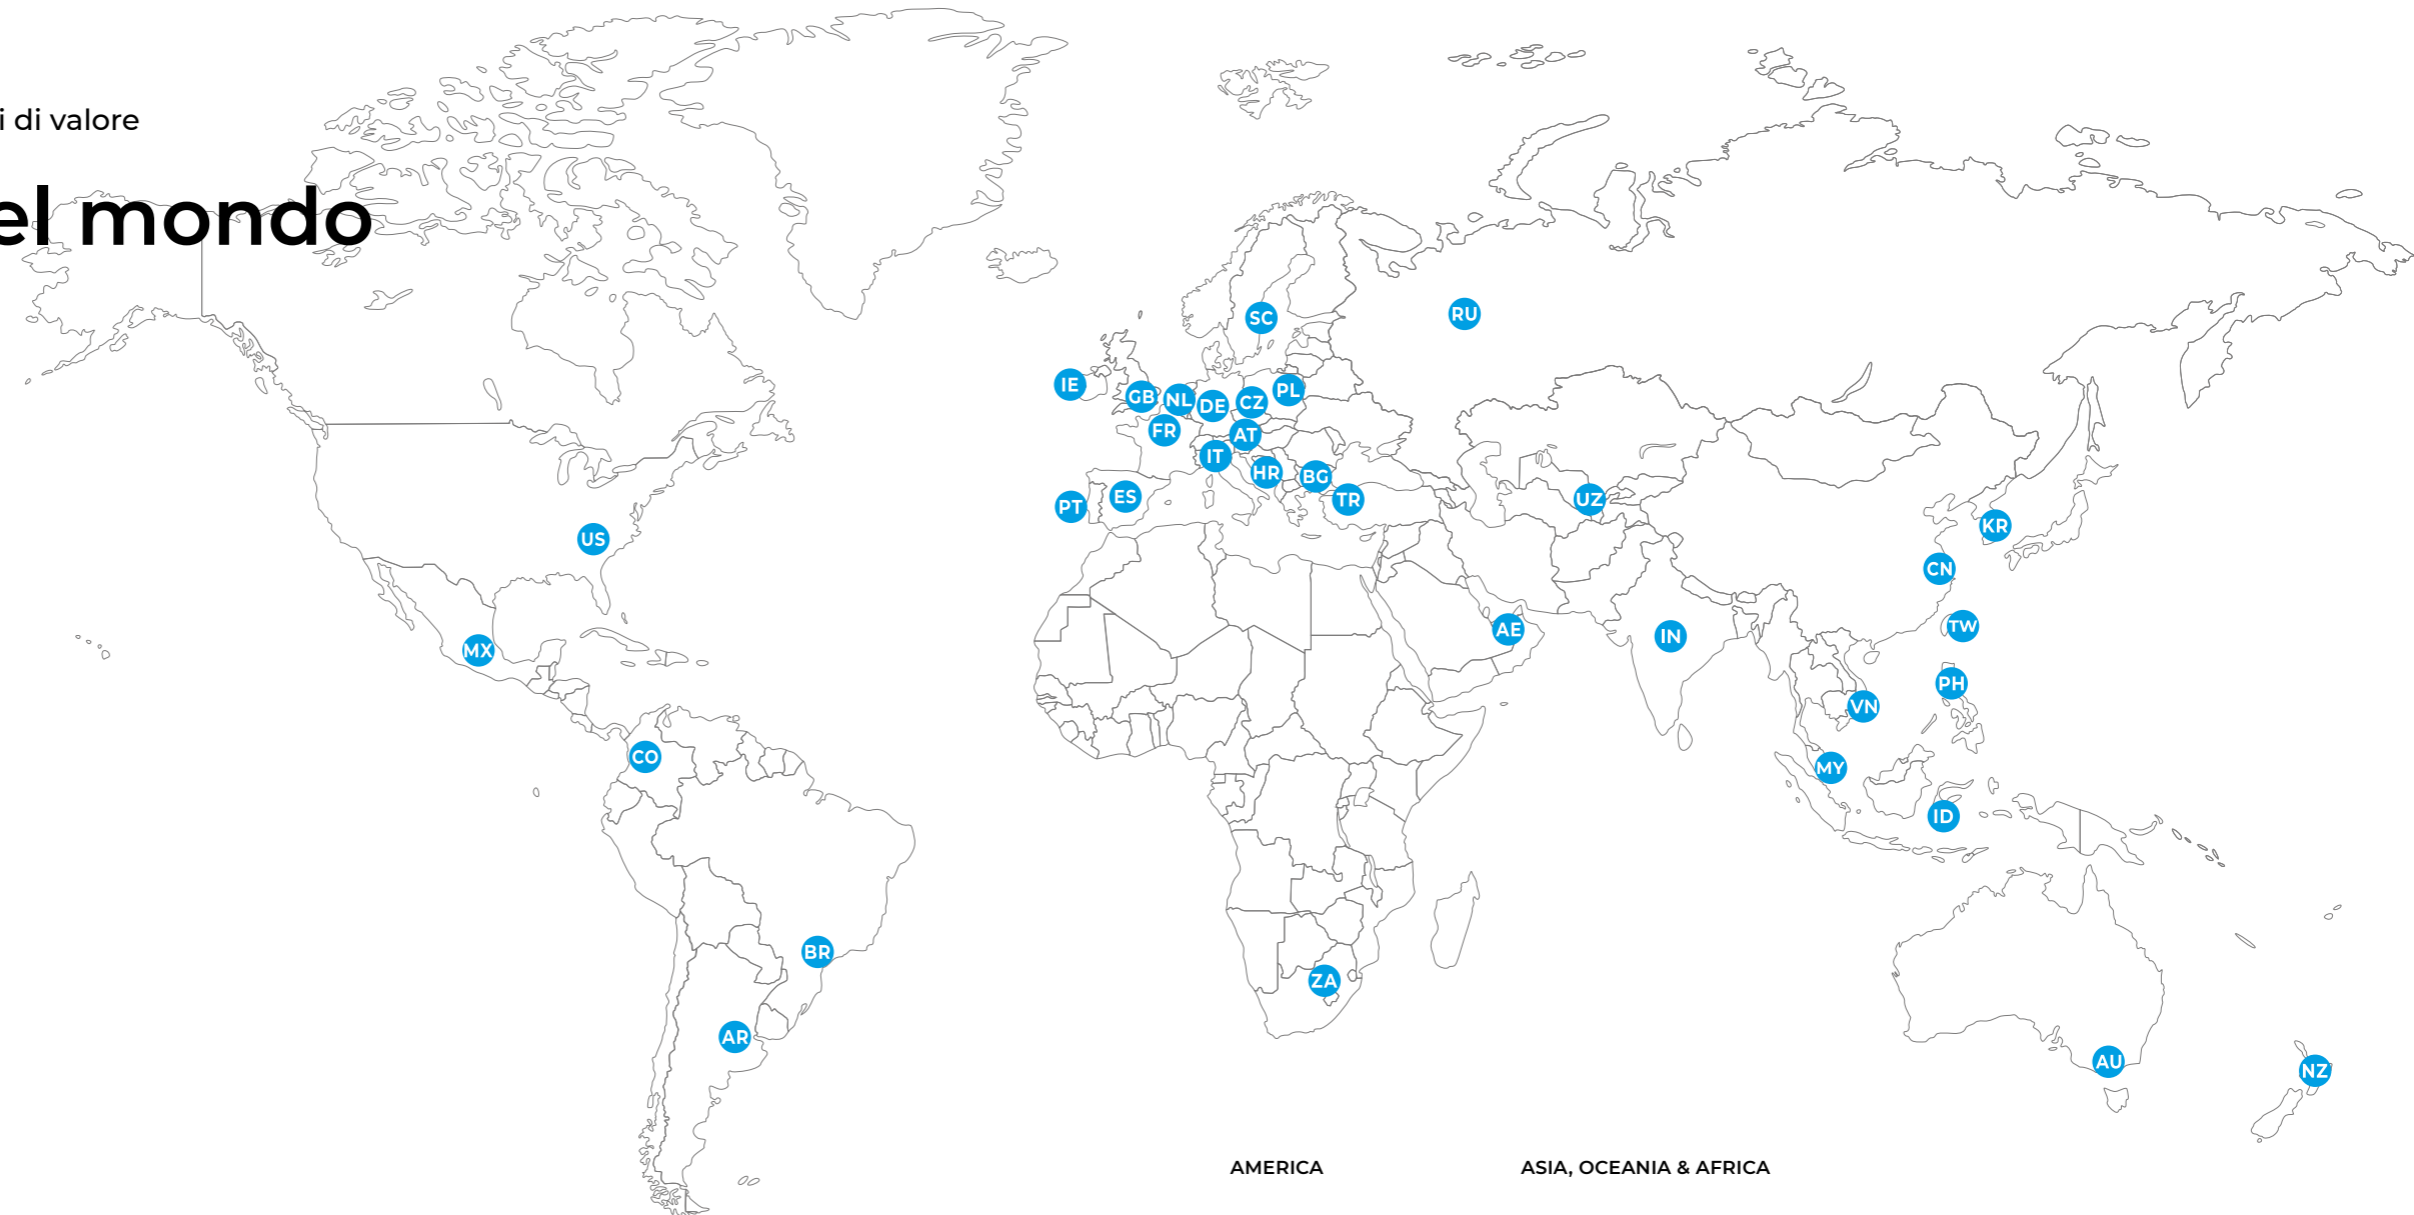 i di valore
el mondo
SC
RU
IE
GB
NL
DE
CZ
PL
FR
AT
IT
HR
BG
PT
ES
TR
UZ
US
KR
CN
MX
AE
IN
TW
PH
VN
CO
MY
ID
BR
ZA
AR
AU
NZ
AMERICA
ASIA, OCEANIA & AFRICA